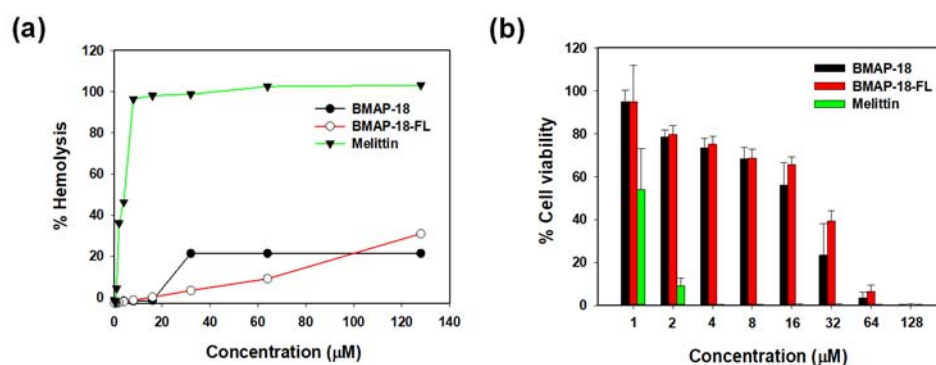 (a)
120
100
80
60
40
20
0
% Hemolysis
BMAP-18
BMAP-18-FL
Melittin
0 20 40 60 80 100 120 140
Concentration (μM)
(b)
120
100
80
60
40
20
0
% Cell viability
BMAP-18
BMAP-18-FL
Melittin
1 2 4 8 16 32 64 128
Concentration (μM)